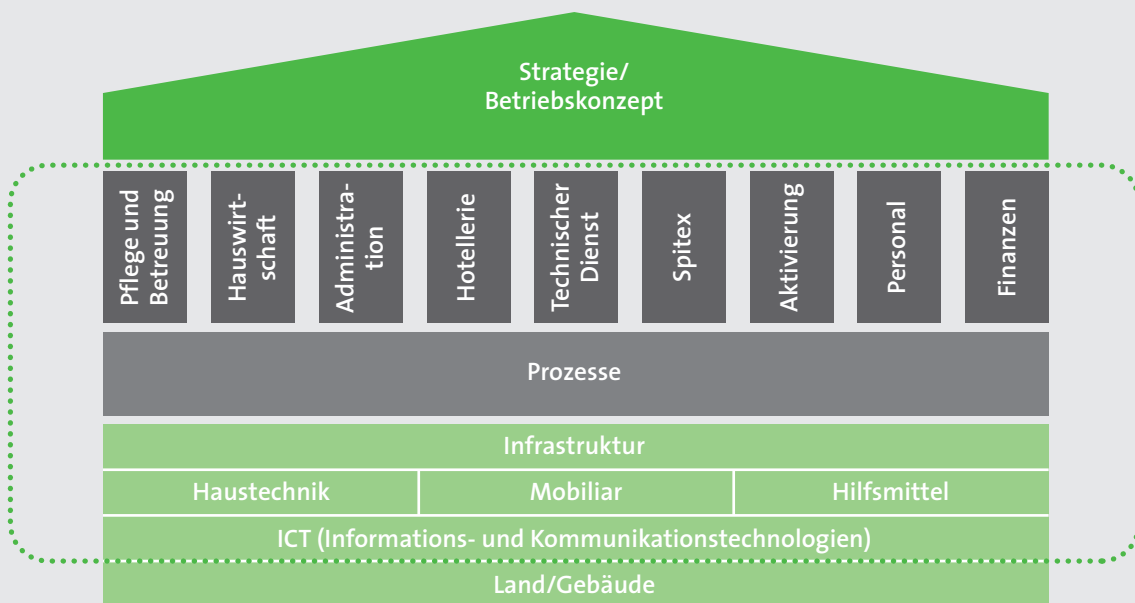 Strategie/
Betriebskonzept
Pflege und
Betreuung
Hauswirt-
schaft
Administra-
tion
Hotellerie
Technischer
Dienst
Spitex
Aktivierung
Personal
Finanzen
Prozesse
Infrastruktur
Haustechnik
Mobiliar
Hilfsmittel
ICT (Informations- und Kommunikationstechnologien)
Land/Gebäude